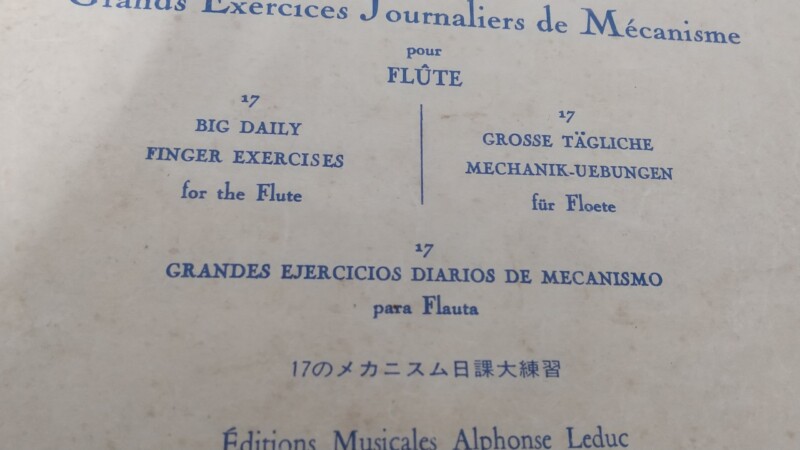 Grands Exercices Journaliers de Mécanisme
pour
FLÛTE
17
BIG DAILY
FINGER EXERCISES
for the Flute
17
GROSSE TÄGLICHE
MECHANIK-UEBUNGEN
für Floete
17
GRANDES EJERCICIOS DIARIOS DE MECANISMO
para Flauta
17のメカニスム日課大練習
Éditions Musicales Alphonse Leduc